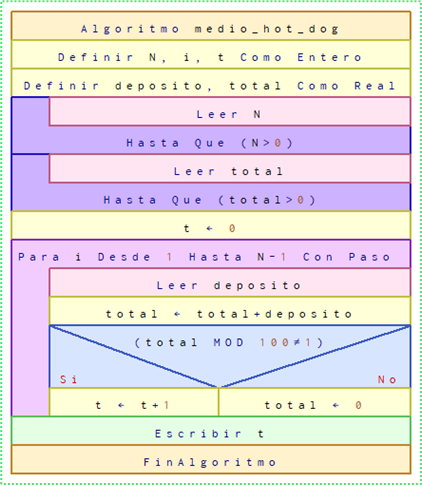 Algoritmo medio_hot_dog
Definir N, i, t Como Entero
Definir deposito, total Como Real
Leer N
Hasta Que (N>0)
Leer total
Hasta Que (total>0)
t ← 0
Para i Desde 1 Hasta N-1 Con Paso
Leer deposito
total ← total+deposito
(total MOD 100≠1)
Si No
t ← t+1 total ← 0
Escribir t
FinAlgoritmo